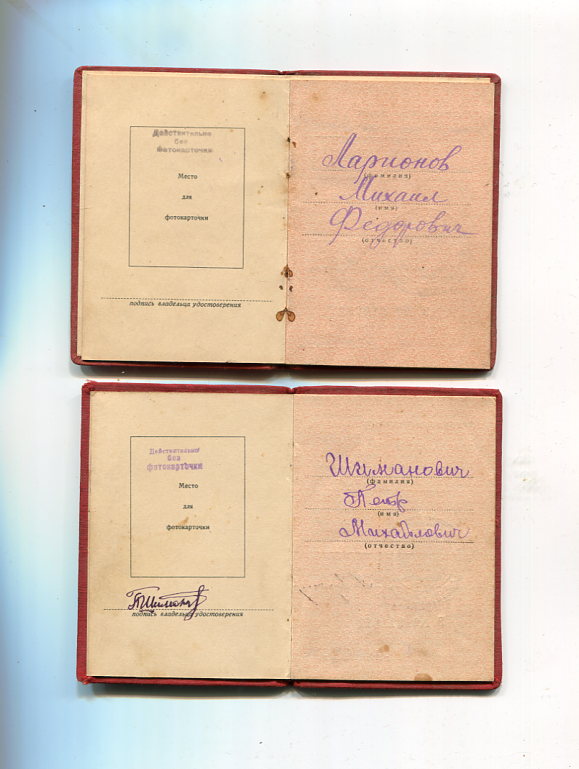 Действительно
без
фотокарточки
Место
для
фотокарточки
подпись владельца удостоверения
Ларионов
(фамилия)
Михаил
(имя)
Федорович
(отчество)
Действительно
без
фотокарточки
Место
для
фотокарточки
ПШиманов
подпись владельца удостоверения
Шиманович
(фамилия)
Петр
(имя)
Михайлович
(отчество)